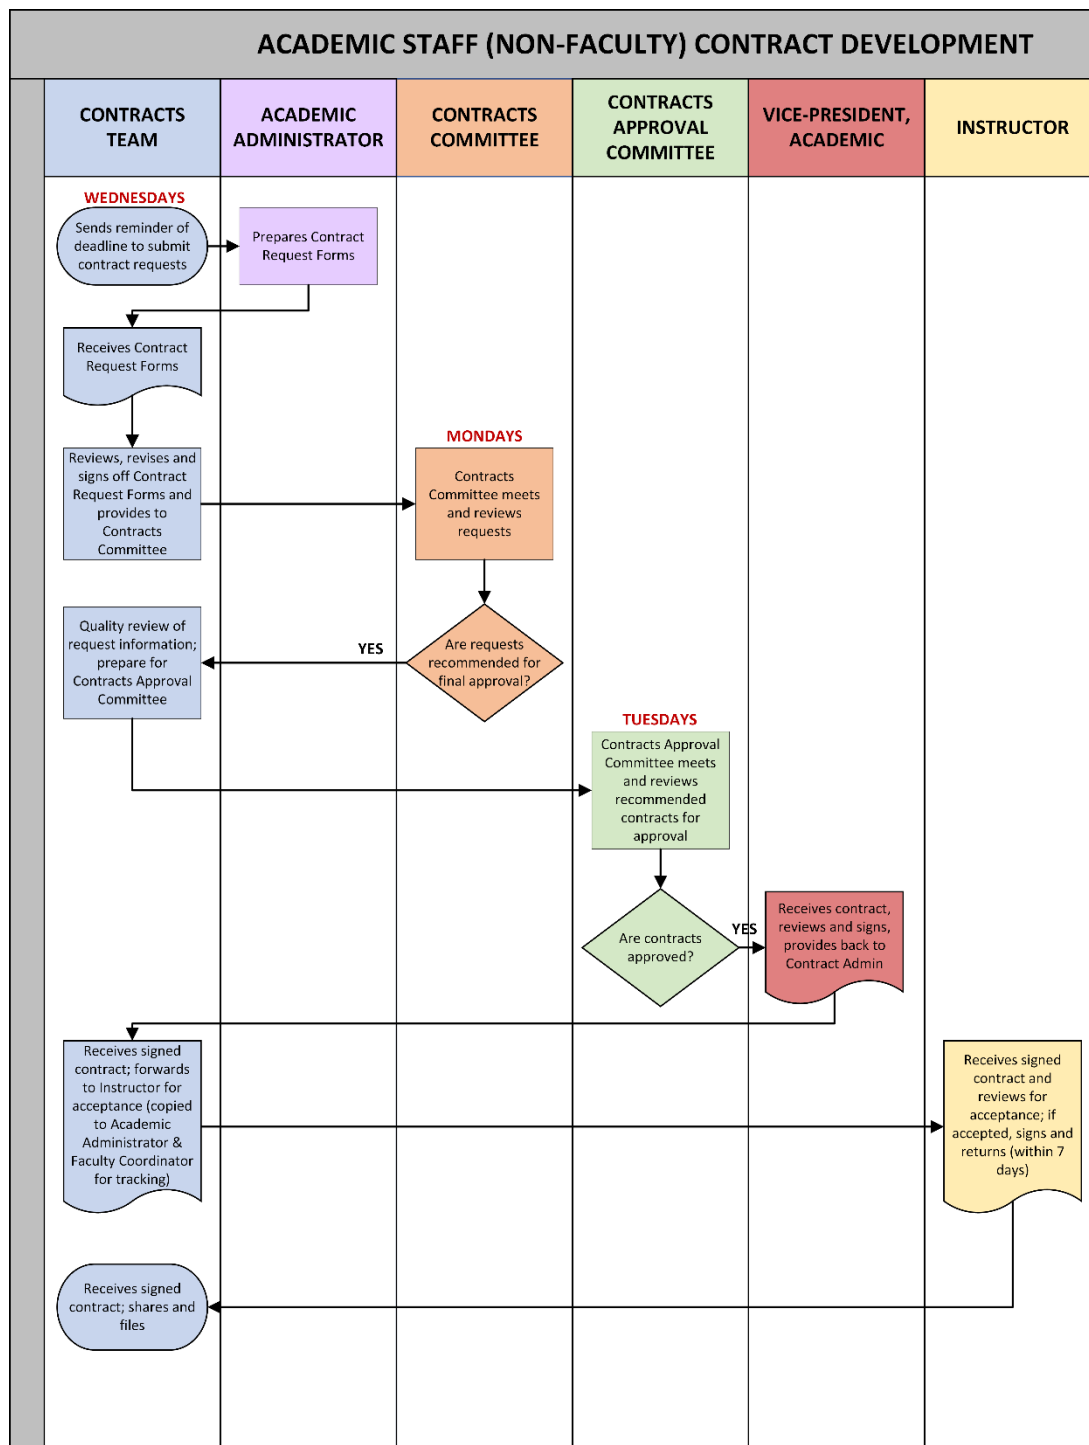 ACADEMIC STAFF (NON-FACULTY) CONTRACT DEVELOPMENT
CONTRACTS
TEAM
ACADEMIC
ADMINISTRATOR
CONTRACTS
COMMITTEE
CONTRACTS
APPROVAL
COMMITTEE
VICE-PRESIDENT,
ACADEMIC
INSTRUCTOR
WEDNESDAYS
Sends reminder of
deadline to submit
contract requests
Prepares Contract
Request Forms
Receives Contract
Request Forms
Reviews, revises and
signs off Contract
Request Forms and
provides to
Contracts
Committee
MONDAYS
Contracts
Committee meets
and reviews
requests
Are requests
recommended for
final approval?
YES
Quality review of
request information;
prepare for
Contracts Approval
Committee
TUESDAYS
Contracts Approval
Committee meets
and reviews
recommended
contracts for
approval
Are contracts
approved?
YES
Receives contract,
reviews and signs,
provides back to
Contract Admin
Receives signed
contract; forwards
to Instructor for
acceptance (copied
to Academic
Administrator &
Faculty Coordinator
for tracking)
Receives signed
contract and
reviews for
acceptance; if
accepted, signs and
returns (within 7
days)
Receives signed
contract; shares and
files